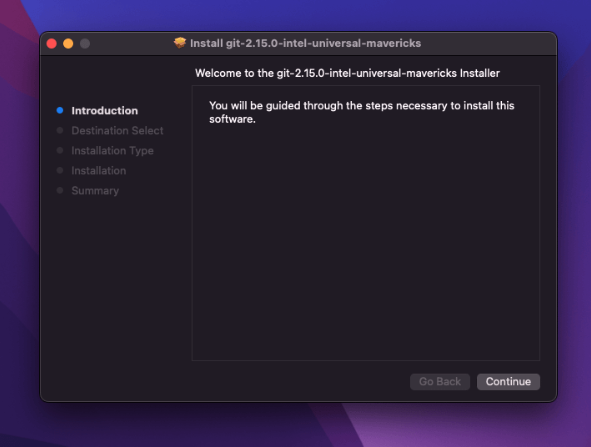 Install git-2.15.0-intel-universal-mavericks
Welcome to the git-2.15.0-intel-universal-mavericks Installer
Introduction
Destination Select
Installation Type
Installation
Summary
You will be guided through the steps necessary to install this
software.
Go Back
Continue